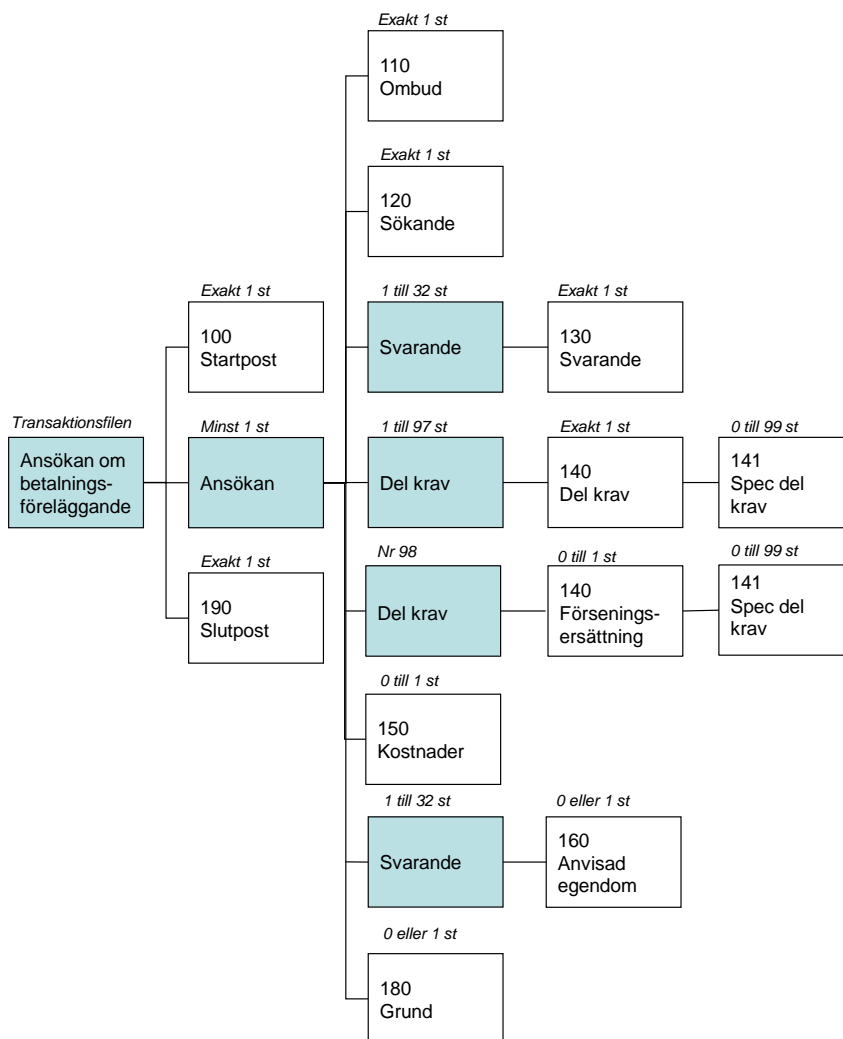 Exakt 1 st
110
Ombud
Exakt 1 st
120
Sökande
Exakt 1 st
100
Startpost
1 till 32 st
Svarande
Exakt 1 st
130
Svarande
Transaktionsfilen
Ansökan om
betalnings-
föreläggande
Minst 1 st
Ansökan
1 till 97 st
Del krav
Exakt 1 st
140
Del krav
0 till 99 st
141
Spec del
krav
Exakt 1 st
190
Slutpost
Nr 98
Del krav
0 till 1 st
140
Försenings-
ersättning
0 till 99 st
141
Spec del
krav
0 till 1 st
150
Kostnader
1 till 32 st
Svarande
0 eller 1 st
160
Anvisad
egendom
0 eller 1 st
180
Grund